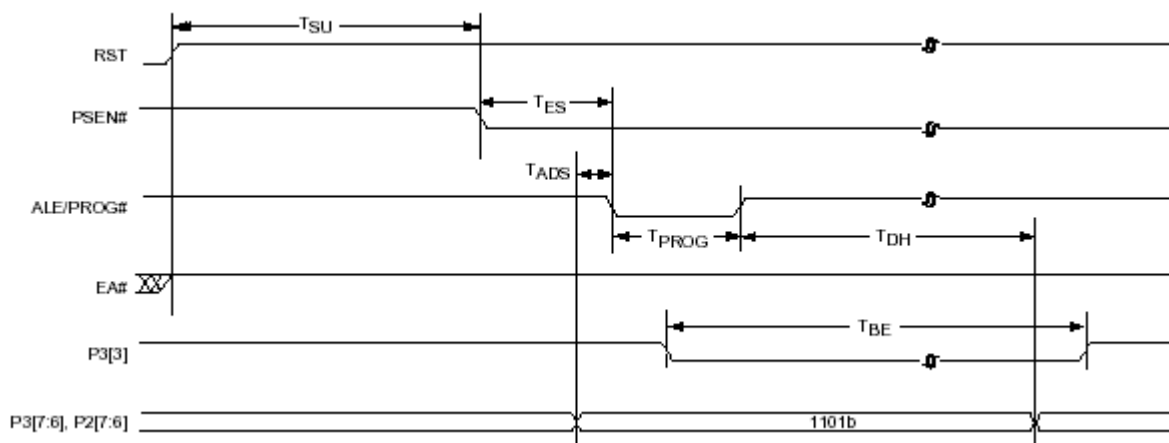 TSU
RST
TES
PSEN#
TADS
ALE/PROG#
TPROG
TDH
EA#
TBE
P3[3]
P3[7:6], P2[7:6]
1101b